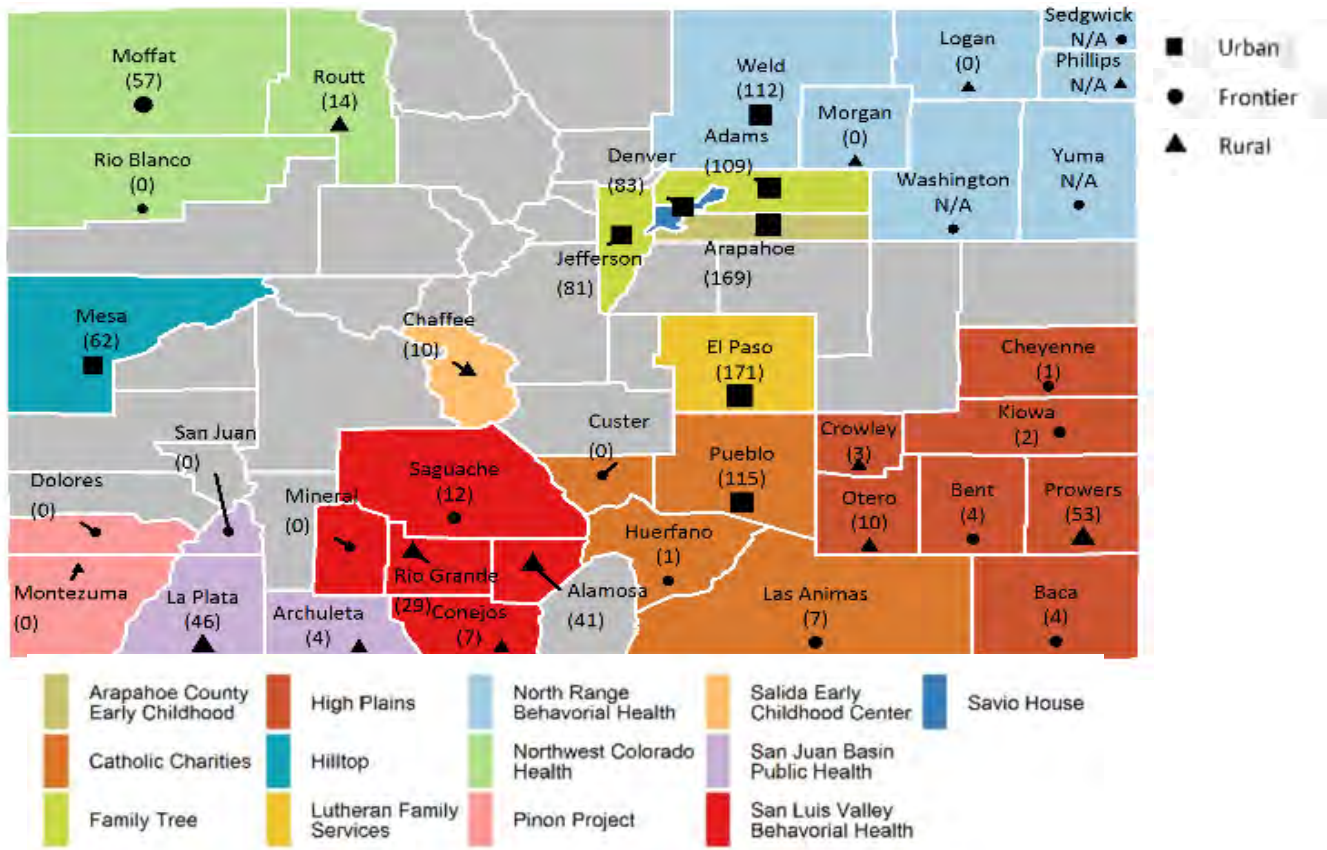 Moffat
(57)
Routt
(14)
Rio Blanco
(0)
Weld
(112)
Logan
(0)
Sedgwick
N/A
Phillips
N/A
Morgan
(0)
Adams
(109)
Denver
(83)
Washington
N/A
Yuma
N/A
Jefferson
(81)
Arapahoe
(169)
Urban
Frontier
Rural
Mesa
(62)
Chaffee
(10)
El Paso
(171)
Cheyenne
(1)
Kiowa
(2)
Crowley
(3)
Custer
(0)
Pueblo
(115)
San Juan
(0)
Dolores
(0)
Mineral
(0)
Saguache
(12)
Otero
(10)
Bent
(4)
Prowers
(53)
Huerfano
(1)
Montezuma
(0)
La Plata
(46)
Archuleta
(4)
Rio Grande
(29)
Conejos
(7)
Alamosa
(41)
Las Animas
(7)
Baca
(4)
Arapahoe County
Early Childhood
Catholic Charities
Family Tree
High Plains
Hilltop
Lutheran Family
Services
North Range
Behavorial Health
Northwest Colorado
Health
Pinon Project
Salida Early
Childhood Center
San Juan Basin
Public Health
San Luis Valley
Behavorial Health
Savio House